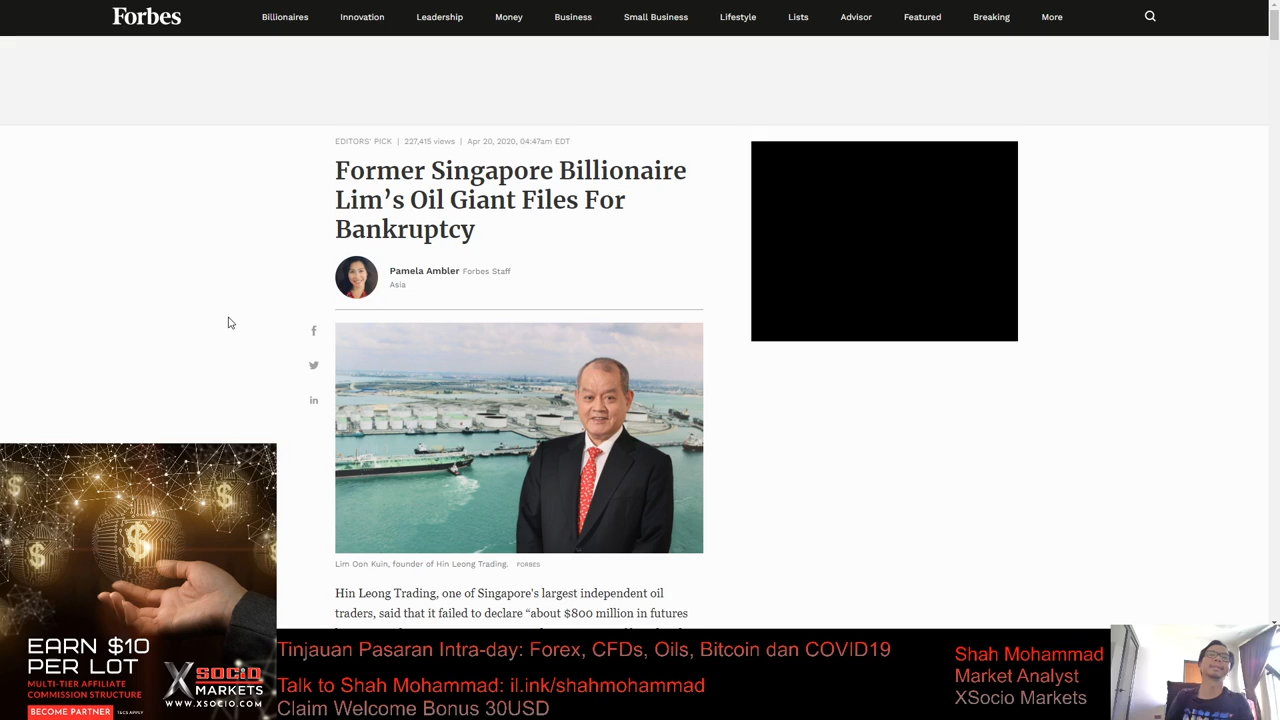 Forbes
Billionaires Innovation Leadership Money Business Small Business Lifestyle Lists Advisor Featured Breaking More
EDITORS' PICK | 227,415 views | Apr 20, 2020, 04:47am EDT
Former Singapore Billionaire
Lim's Oil Giant Files For
Bankruptcy
Pamela Ambler Forbes Staff
Asia
Lim Oon Kuin, founder of Hin Leong Trading. FORBES
Hin Leong Trading, one of Singapore's largest independent oil
traders, said that it failed to declare “about $800 million in futures
EARN $10
PER LOT
MULTI-TIER AFFILIATE
COMMISSION STRUCTURE
BECOME PARTNER T&CS APPLY
XSOCIO
MARKETS
WWW.XSOCIO.COM
Tinjauan Pasaran Intra-day: Forex, CFDs, Oils, Bitcoin dan COVID19
Talk to Shah Mohammad: il.ink/shahmohammad
Claim Welcome Bonus 30USD
Shah Mohammad
Market Analyst
XSocio Markets